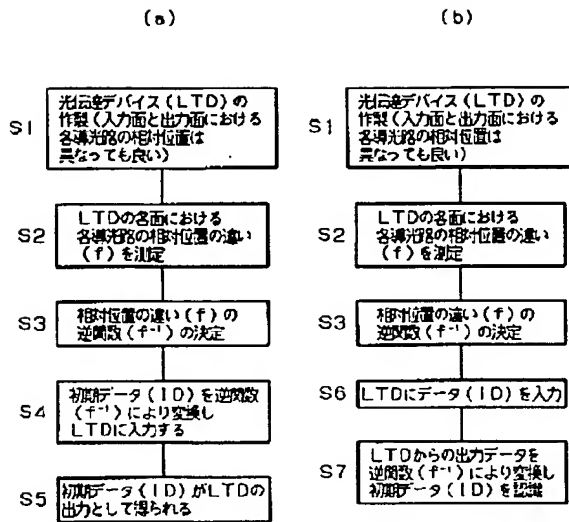 (a)
S1
光伝達デバイス(LTD)の
作製(入力面と出力面における
各導光路の相対位置は
異なっても良い)
S2
LTDの各面における
各導光路の相対位置の違い
(f)を測定
S3
相対位置の違い(f)の
逆関数(f⁻¹)の決定
S4
初期データ(ID)を逆関数
(f⁻¹)により変換し
LTDに入力する
S5
初期データ(ID)がLTDの
出力として得られる
(b)
S1
光伝達デバイス(LTD)の
作製(入力面と出力面における
各導光路の相対位置は
異なっても良い)
S2
LTDの各面における
各導光路の相対位置の違い
(f)を測定
S3
相対位置の違い(f)の
逆関数(f⁻¹)の決定
S6
LTDにデータ(ID)を入力
S7
LTDからの出力データを
逆関数(f⁻¹)により変換し
初期データ(ID)を認識